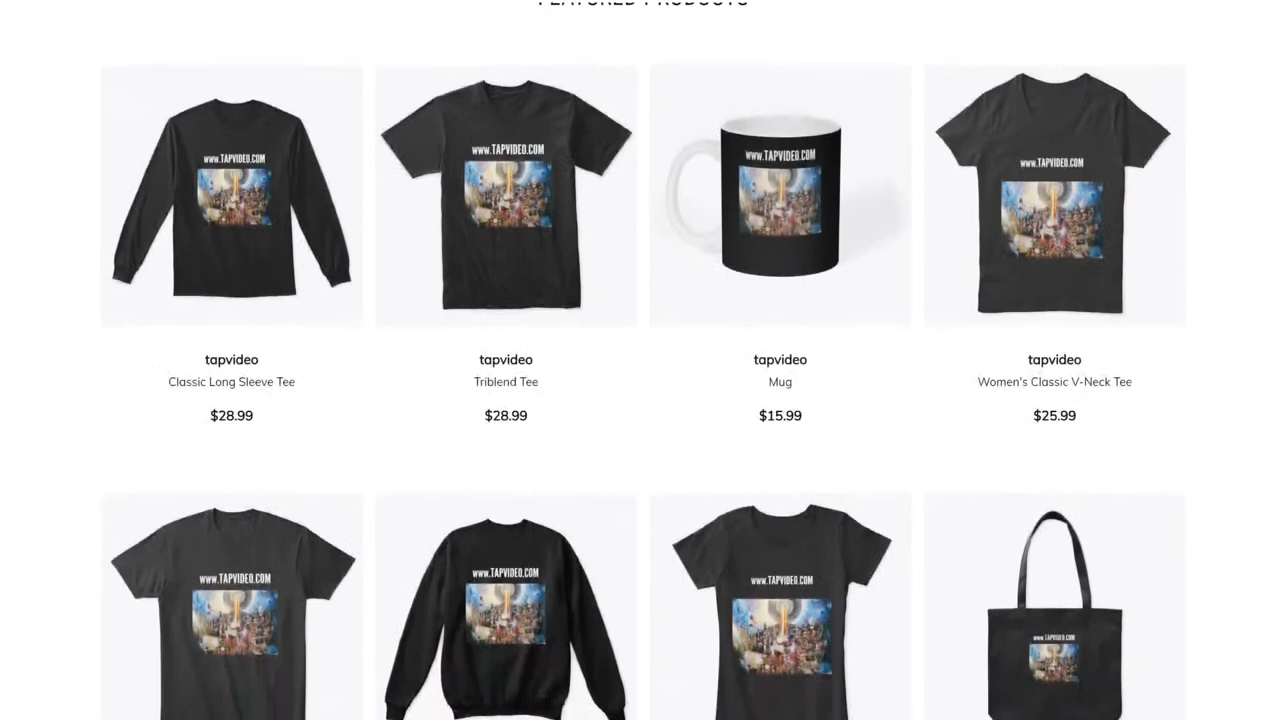 FEATURED PRODUCTS
www.TAPVIDEO.COM
www.TAPVIDEO.COM
www.TAPVIDEO.COM
www.TAPVIDEO.COM
tapvideo
Classic Long Sleeve Tee
$28.99
tapvideo
Triblend Tee
$28.99
tapvideo
Mug
$15.99
tapvideo
Women's Classic V-Neck Tee
$25.99
www.TAPVIDEO.COM
www.TAPVIDEO.COM
www.TAPVIDEO.COM
www.TAPVIDEO.COM